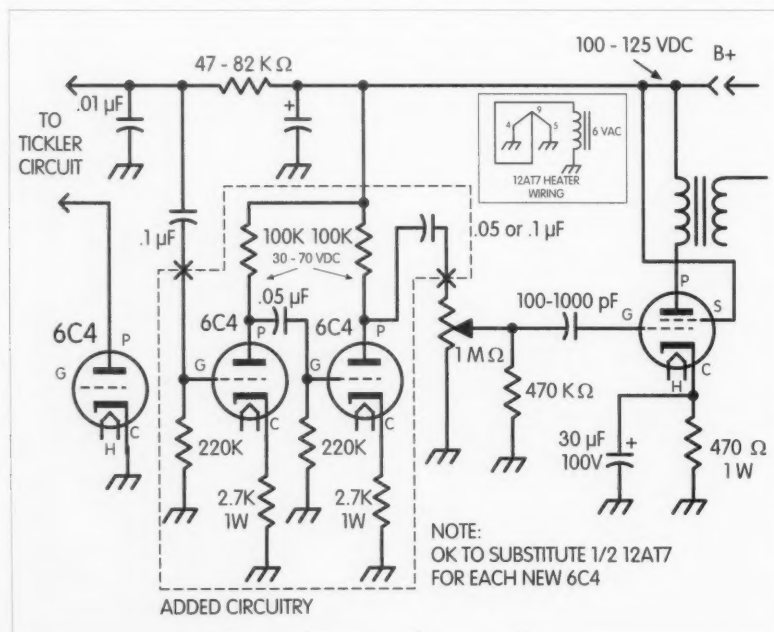 100 - 125 VDC
B+
47 - 82 K Ω
.01 µF
+
TO
TICKLER
CIRCUIT
9
4
5
6 VAC
12AT7 HEATER
WIRING
.1 µF
100K 100K
30 - 70 VDC
.05 or .1 µF
.05 µF
6C4
P
G
H
C
6C4
P
G
C
6C4
P
G
C
220K
220K
2.7K
1W
2.7K
1W
1 M Ω
100-1000 pF
470 K Ω
P
G
S
H
C
30 µF
100V
+
470 Ω
1 W
NOTE:
OK TO SUBSTITUTE 1/2 12AT7
FOR EACH NEW 6C4
ADDED CIRCUITRY